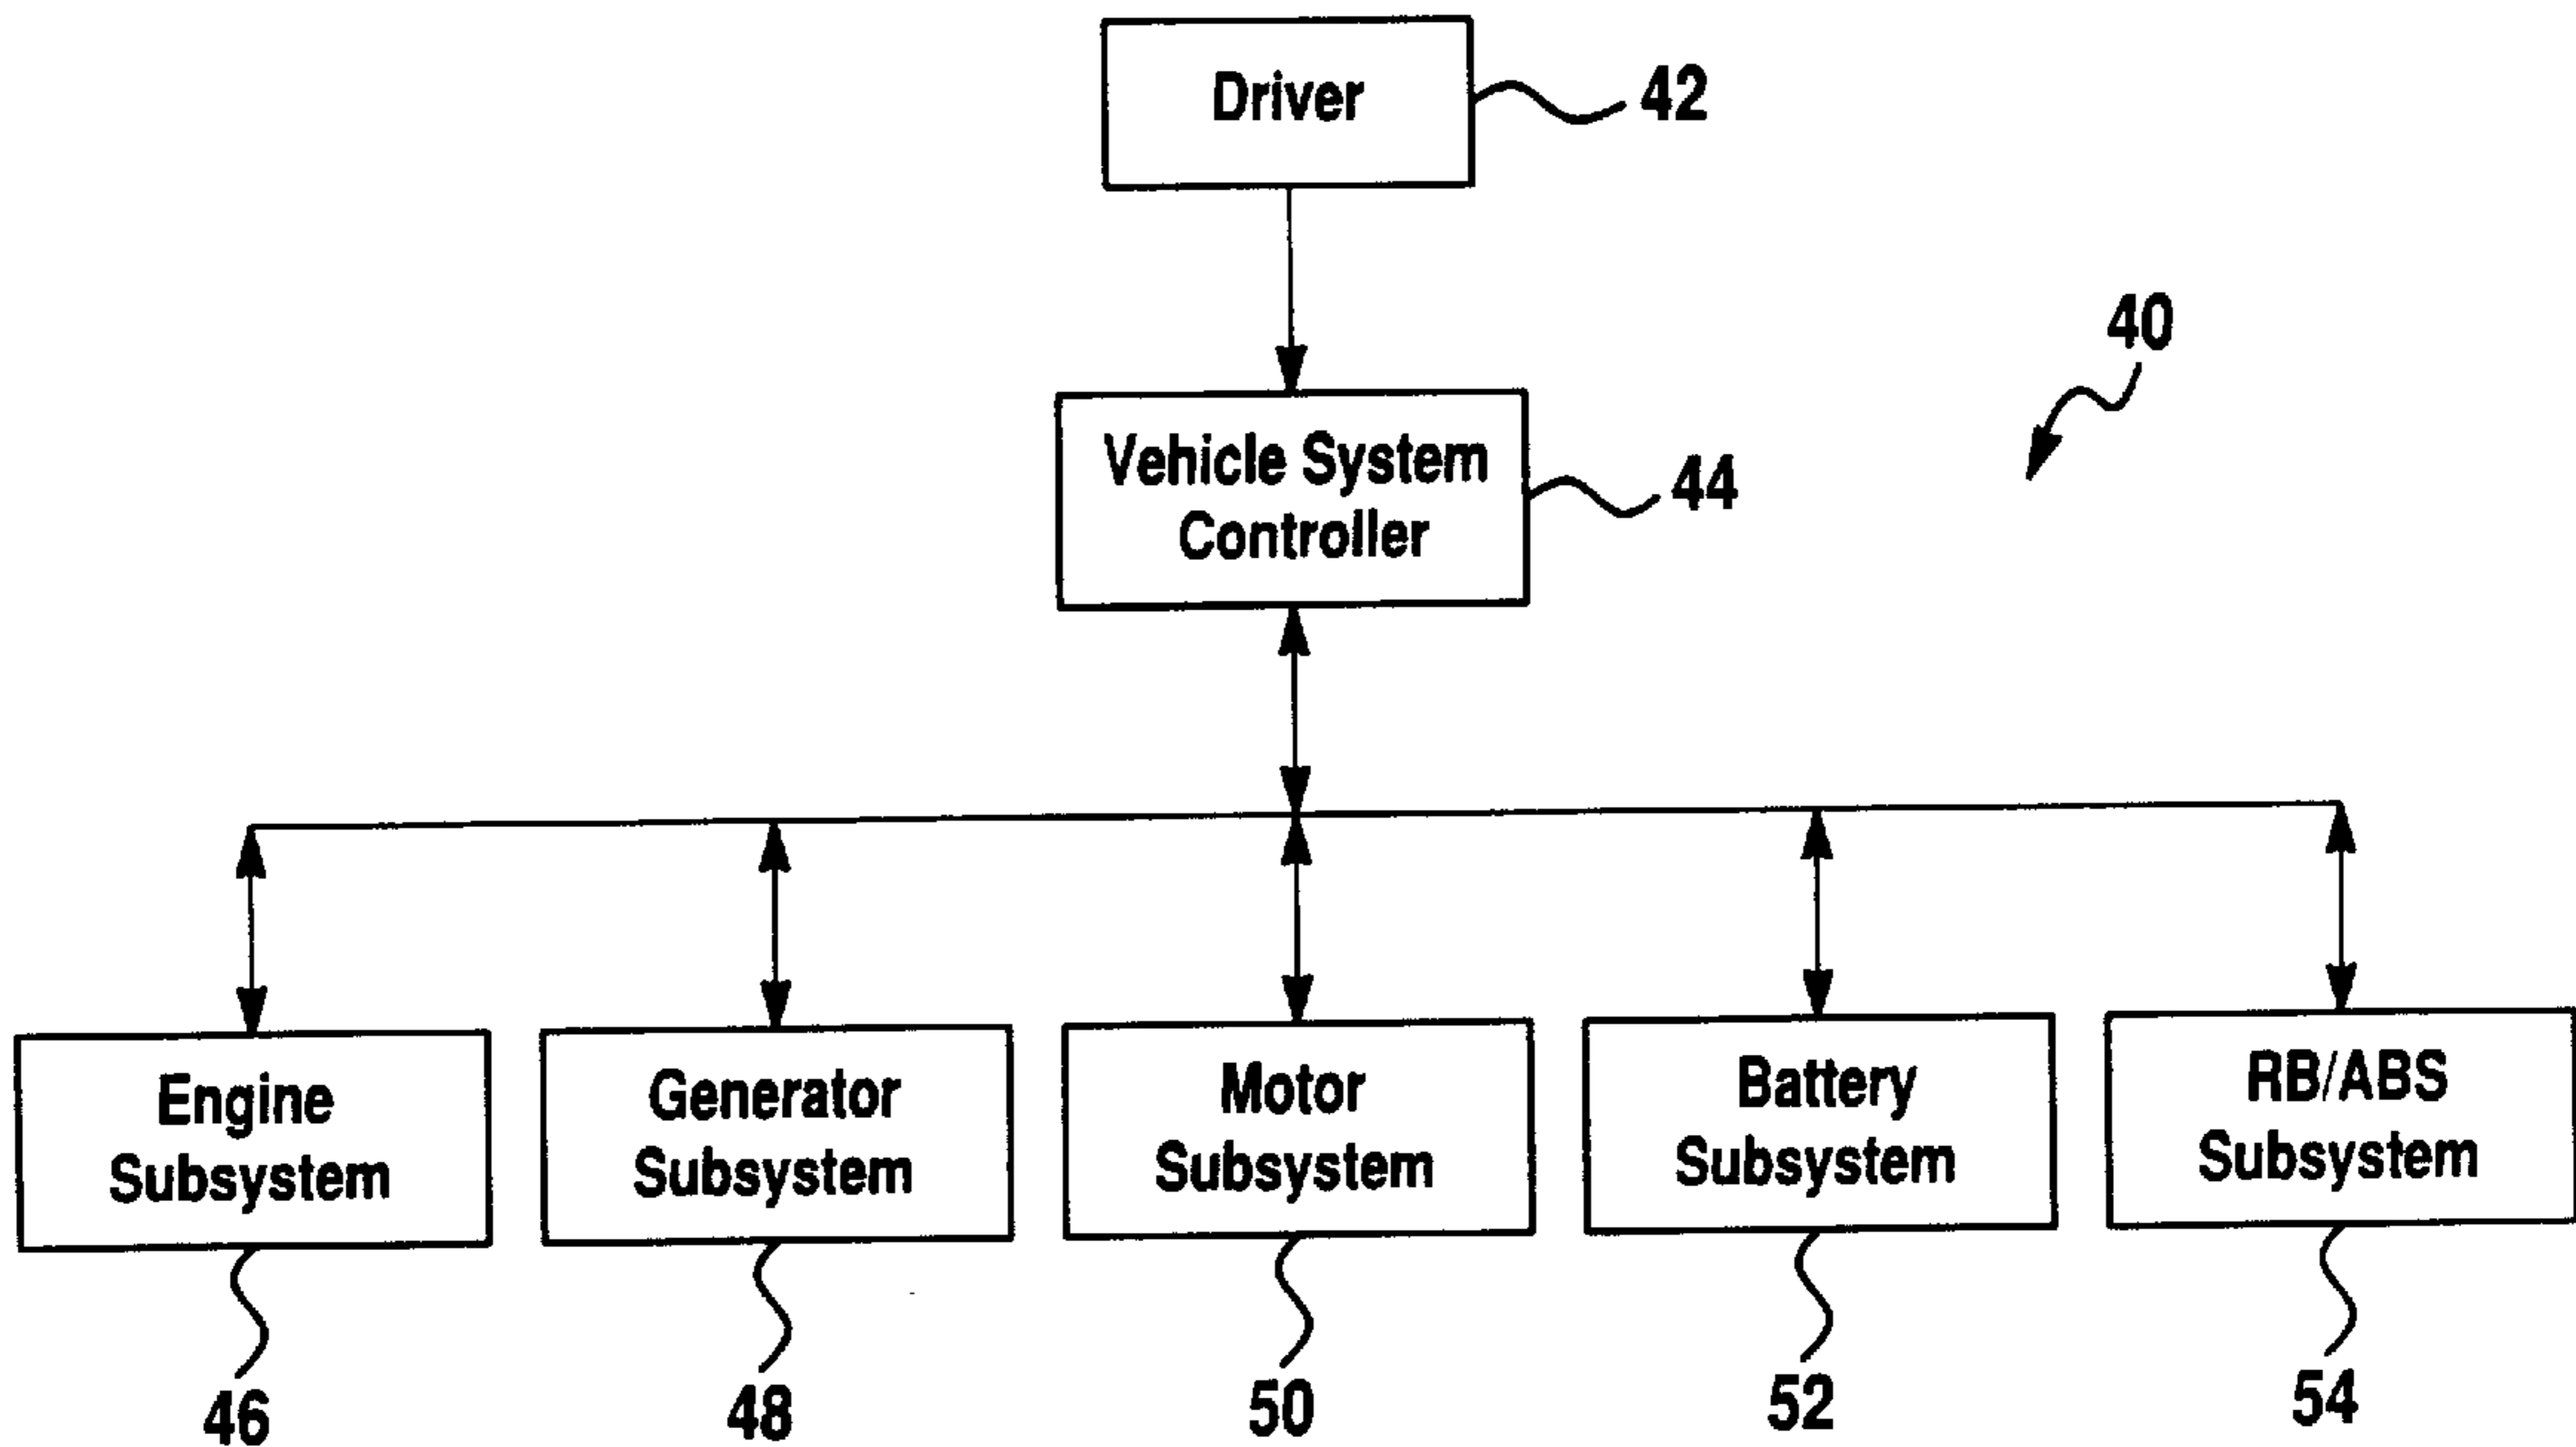 Driver
42
40
Vehicle System
Controller
44
Engine
Subsystem
Generator
Subsystem
Motor
Subsystem
Battery
Subsystem
RB/ABS
Subsystem
46
48
50
52
54